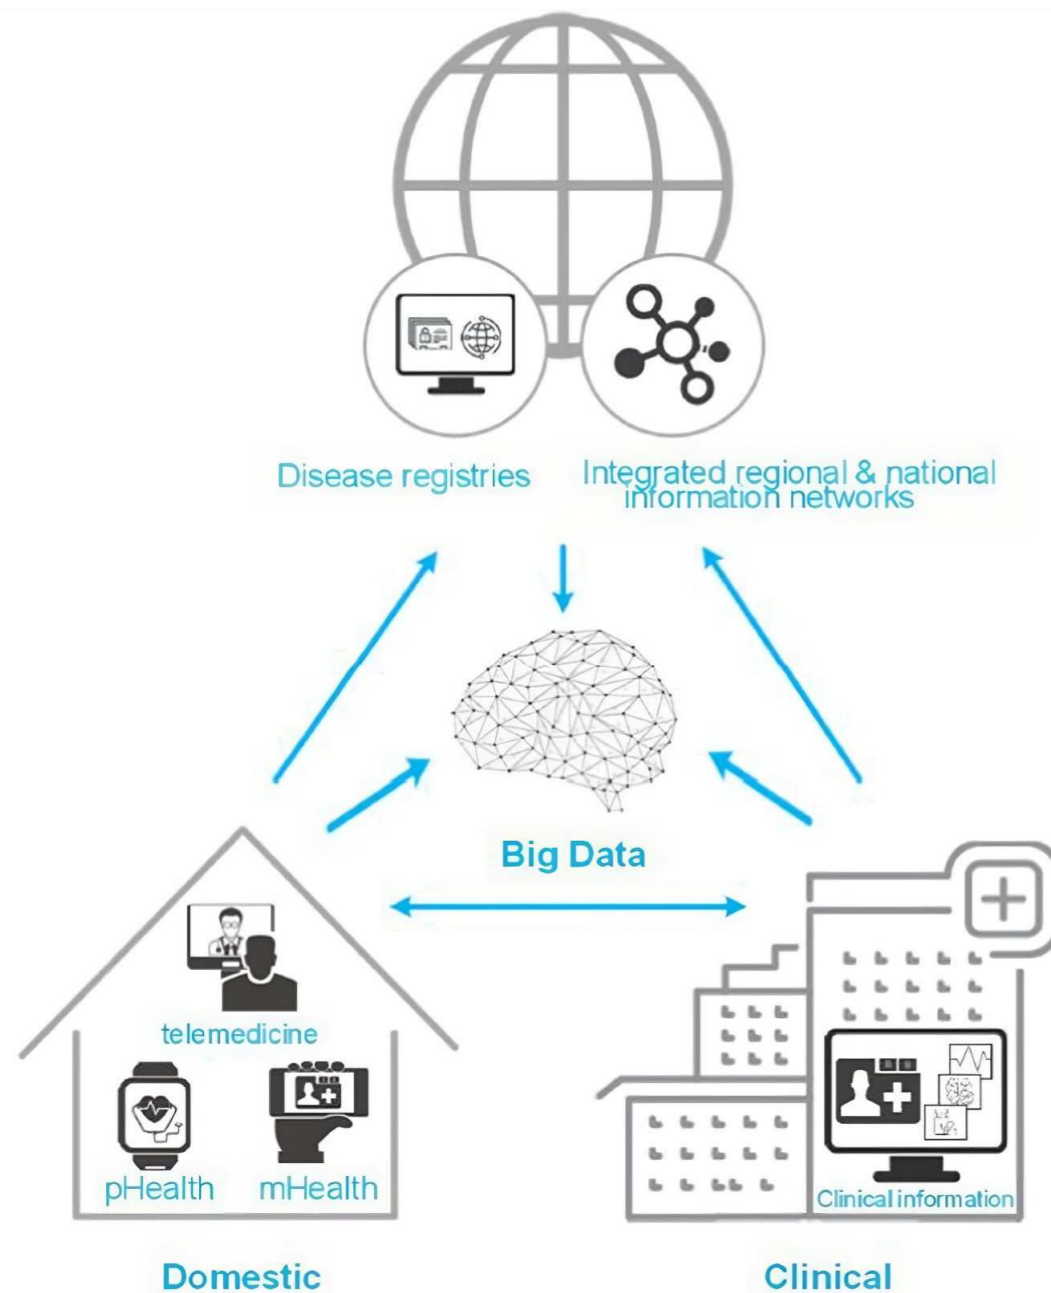 Disease registries
Integrated regional & national
information networks
Big Data
telemedicine
pHealth
mHealth
Clinical information
Domestic
Clinical